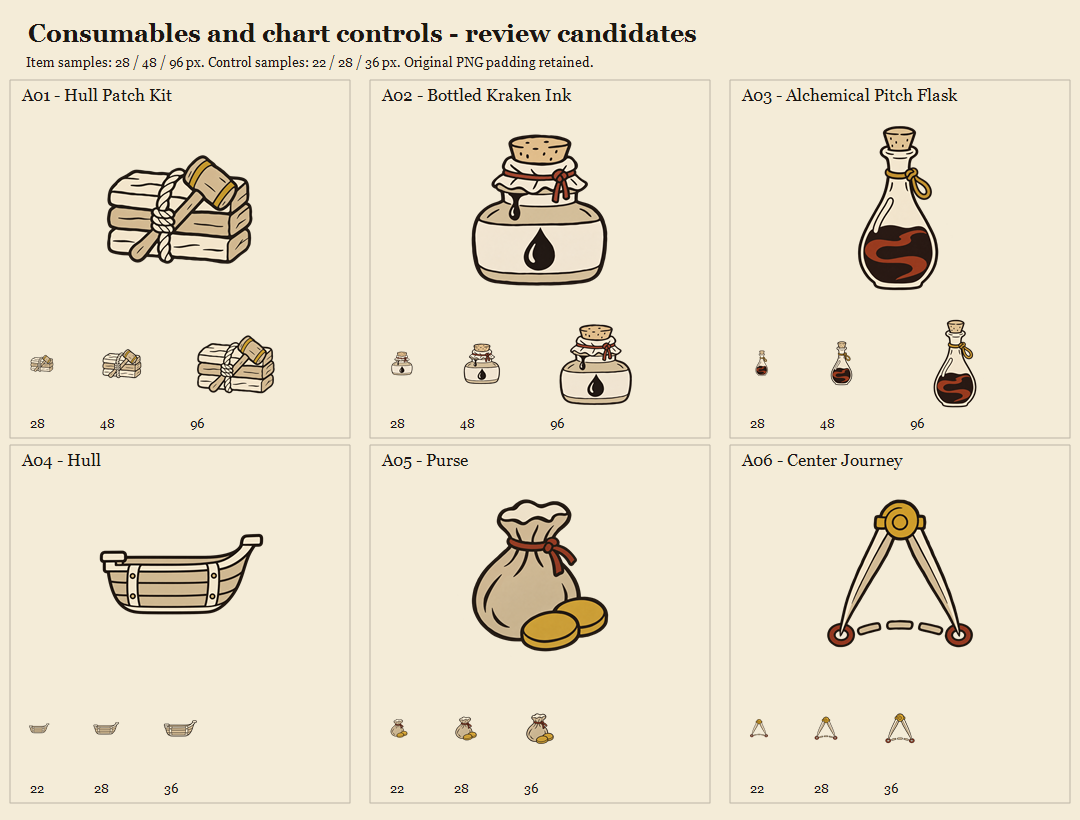 Consumables and chart controls - review candidates
Item samples: 28 / 48 / 96 px. Control samples: 22 / 28 / 36 px. Original PNG padding retained.
A01 - Hull Patch Kit
28 48 96
A02 - Bottled Kraken Ink
28 48 96
A03 - Alchemical Pitch Flask
28 48 96
A04 - Hull
22 28 36
A05 - Purse
22 28 36
A06 - Center Journey
22 28 36